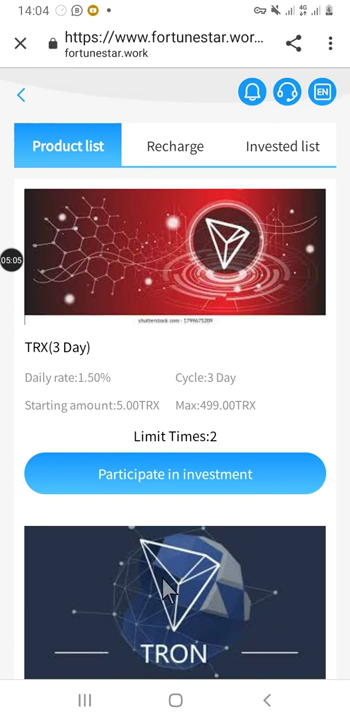 14:04
4G
https://www.fortunestar.wor...
fortunestar.work
EN
Product list
Recharge
Invested list
05:05
shutterstock.com · 1799675209
TRX(3 Day)
Daily rate:1.50% Cycle:3 Day
Starting amount:5.00TRX Max:499.00TRX
Limit Times:2
Participate in investment
TRON